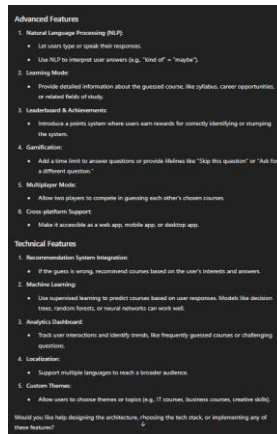 Advanced Features
1. Natural Language Processing (NLP):
• Let users type or speak their responses.
• Use NLP to interpret user answers (e.g., "kind of" = "maybe").
2. Learning Mode:
• Provide detailed information about the guessed course, like syllabus, career opportunities,
or related fields of study.
3. Leaderboard & Achievements:
• Introduce a points system where users earn rewards for correctly identifying or stumping
the system.
4. Gamification:
• Add a time limit to answer questions or provide lifelines like "Skip this question" or "Ask for
a different question."
5. Multiplayer Mode:
• Allow two players to compete in guessing each other's chosen courses.
6. Cross-platform Support:
• Make it accessible as a web app, mobile app, or desktop app.
Technical Features
1. Recommendation System Integration:
• If the guess is wrong, recommend courses based on the user's interests and answers.
2. Machine Learning:
• Use supervised learning to predict courses based on user responses. Models like decision
trees, random forests, or neural networks can work well.
3. Analytics Dashboard:
• Track user interactions and identify trends, like frequently guessed courses or challenging
questions.
4. Localization:
• Support multiple languages to reach a broader audience.
5. Custom Themes:
• Allow users to choose themes or topics (e.g., IT courses, business courses, creative skills).
Would you like help designing the architecture, choosing the tech stack, or implementing any of
these features?